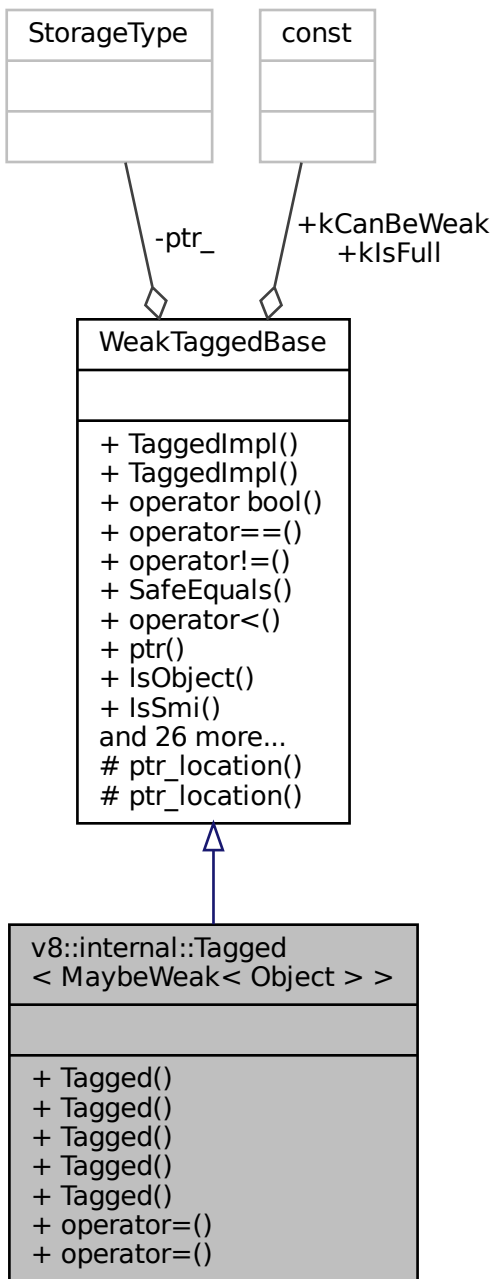 StorageType
const
-ptr_
+kCanBeWeak
+kIsFull
WeakTaggedBase
+ TaggedImpl()
+ TaggedImpl()
+ operator bool()
+ operator==()
+ operator!=()
+ SafeEquals()
+ operator<()
+ ptr()
+ IsObject()
+ IsSmi()
and 26 more...
# ptr_location()
# ptr_location()
v8::internal::Tagged
< MaybeWeak< Object > >
+ Tagged()
+ Tagged()
+ Tagged()
+ Tagged()
+ Tagged()
+ operator=()
+ operator=()